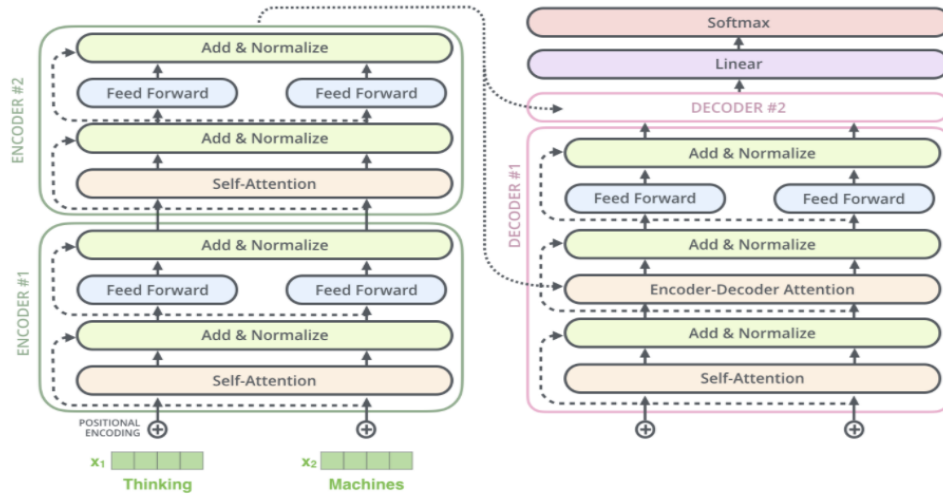 ENCODER #2
Add & Normalize
Feed Forward
Feed Forward
Add & Normalize
Self-Attention
ENCODER #1
Add & Normalize
Feed Forward
Feed Forward
Add & Normalize
Self-Attention
POSITIONAL
ENCODING
x1
x2
Thinking
Machines
Softmax
Linear
DECODER #2
DECODER #1
Add & Normalize
Feed Forward
Feed Forward
Add & Normalize
Encoder-Decoder Attention
Add & Normalize
Self-Attention